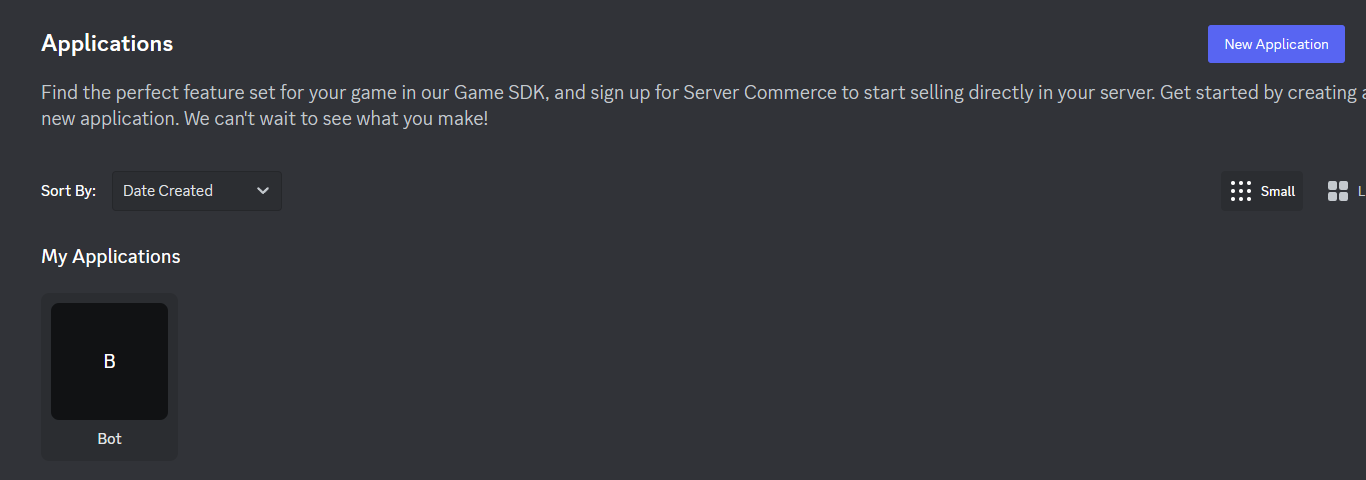 Applications
New Application
Find the perfect feature set for your game in our Game SDK, and sign up for Server Commerce to start selling directly in your server. Get started by creating a
new application. We can't wait to see what you make!
Sort By:
Date Created
Small
L
My Applications
B
Bot